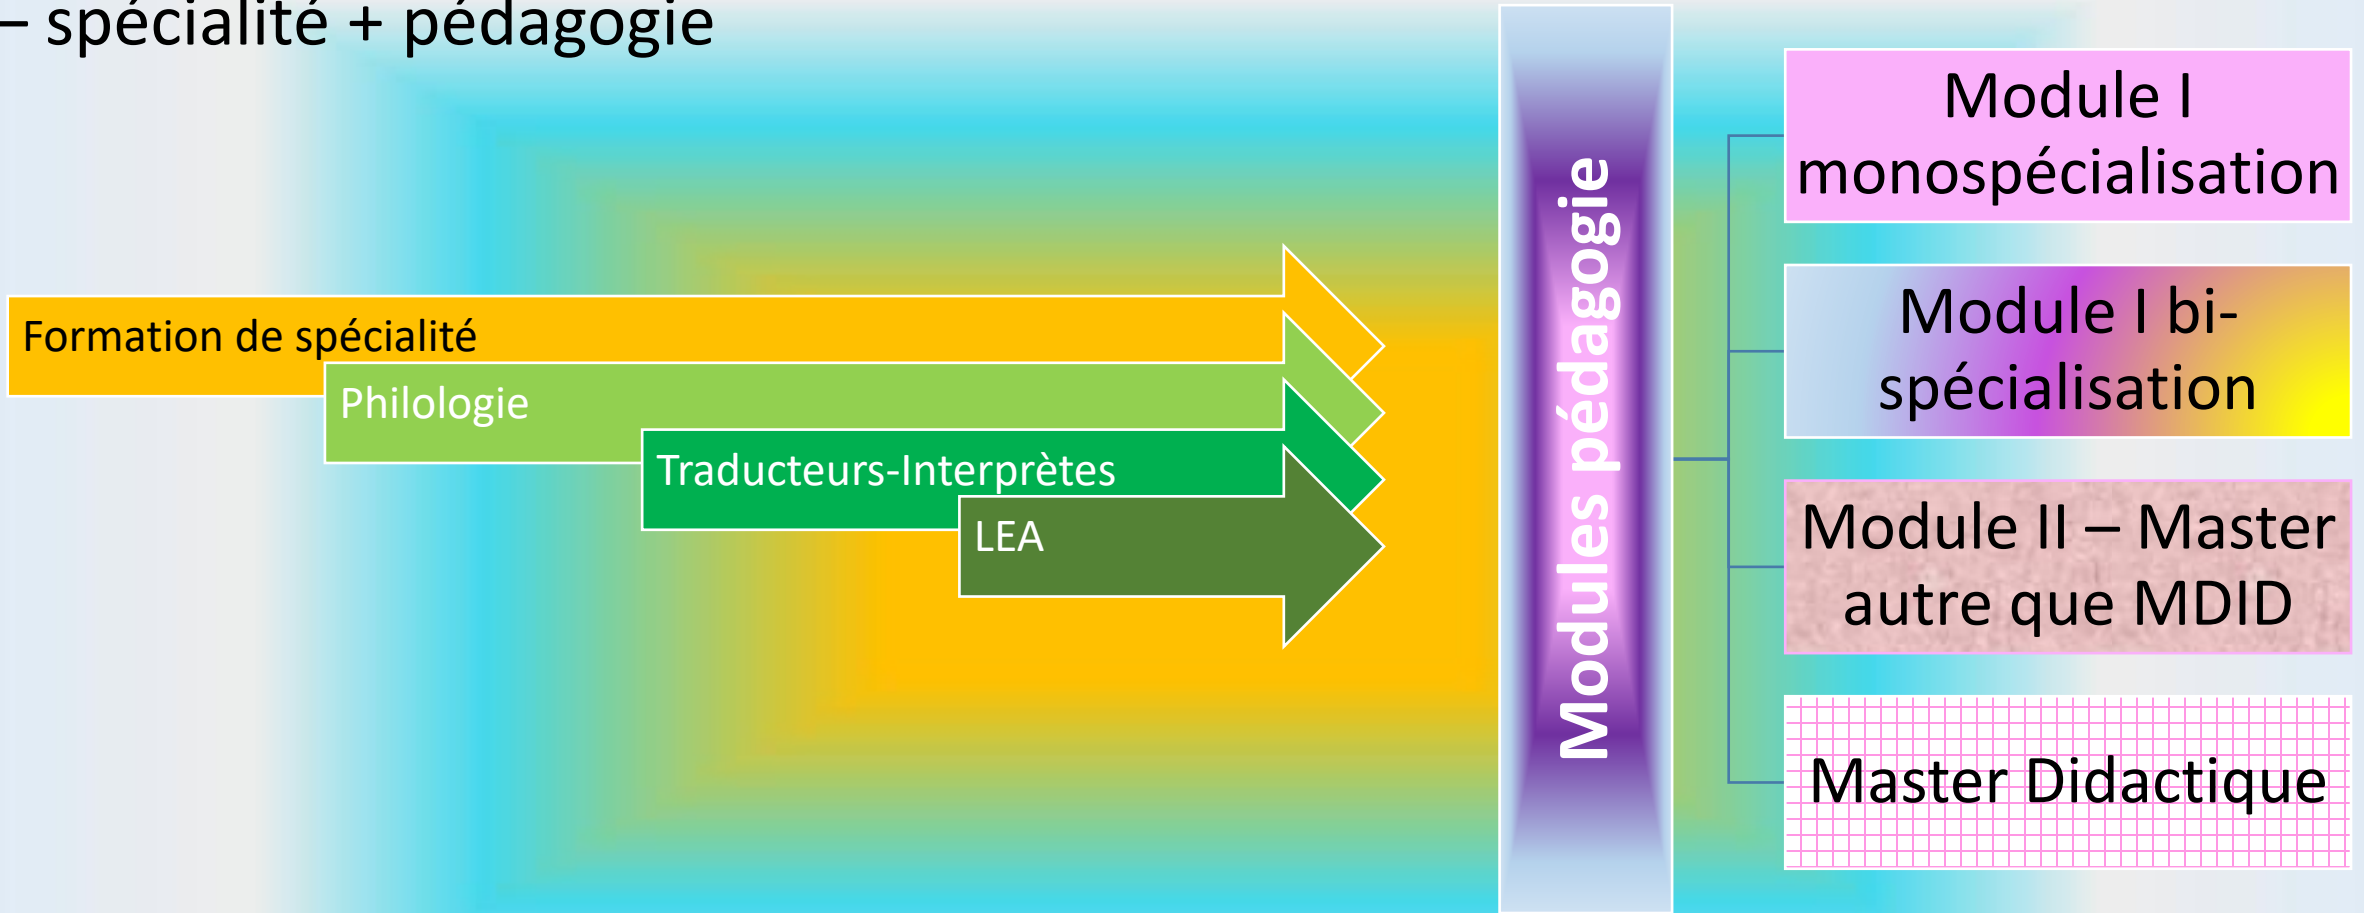 – spécialité + pédagogie
Formation de spécialité
Philologie
Traducteurs-Interprètes
LEA
Modules pédagogie
Module I
monospécialisation
Module I bi-
spécialisation
Module II – Master
autre que MDID
Master Didactique